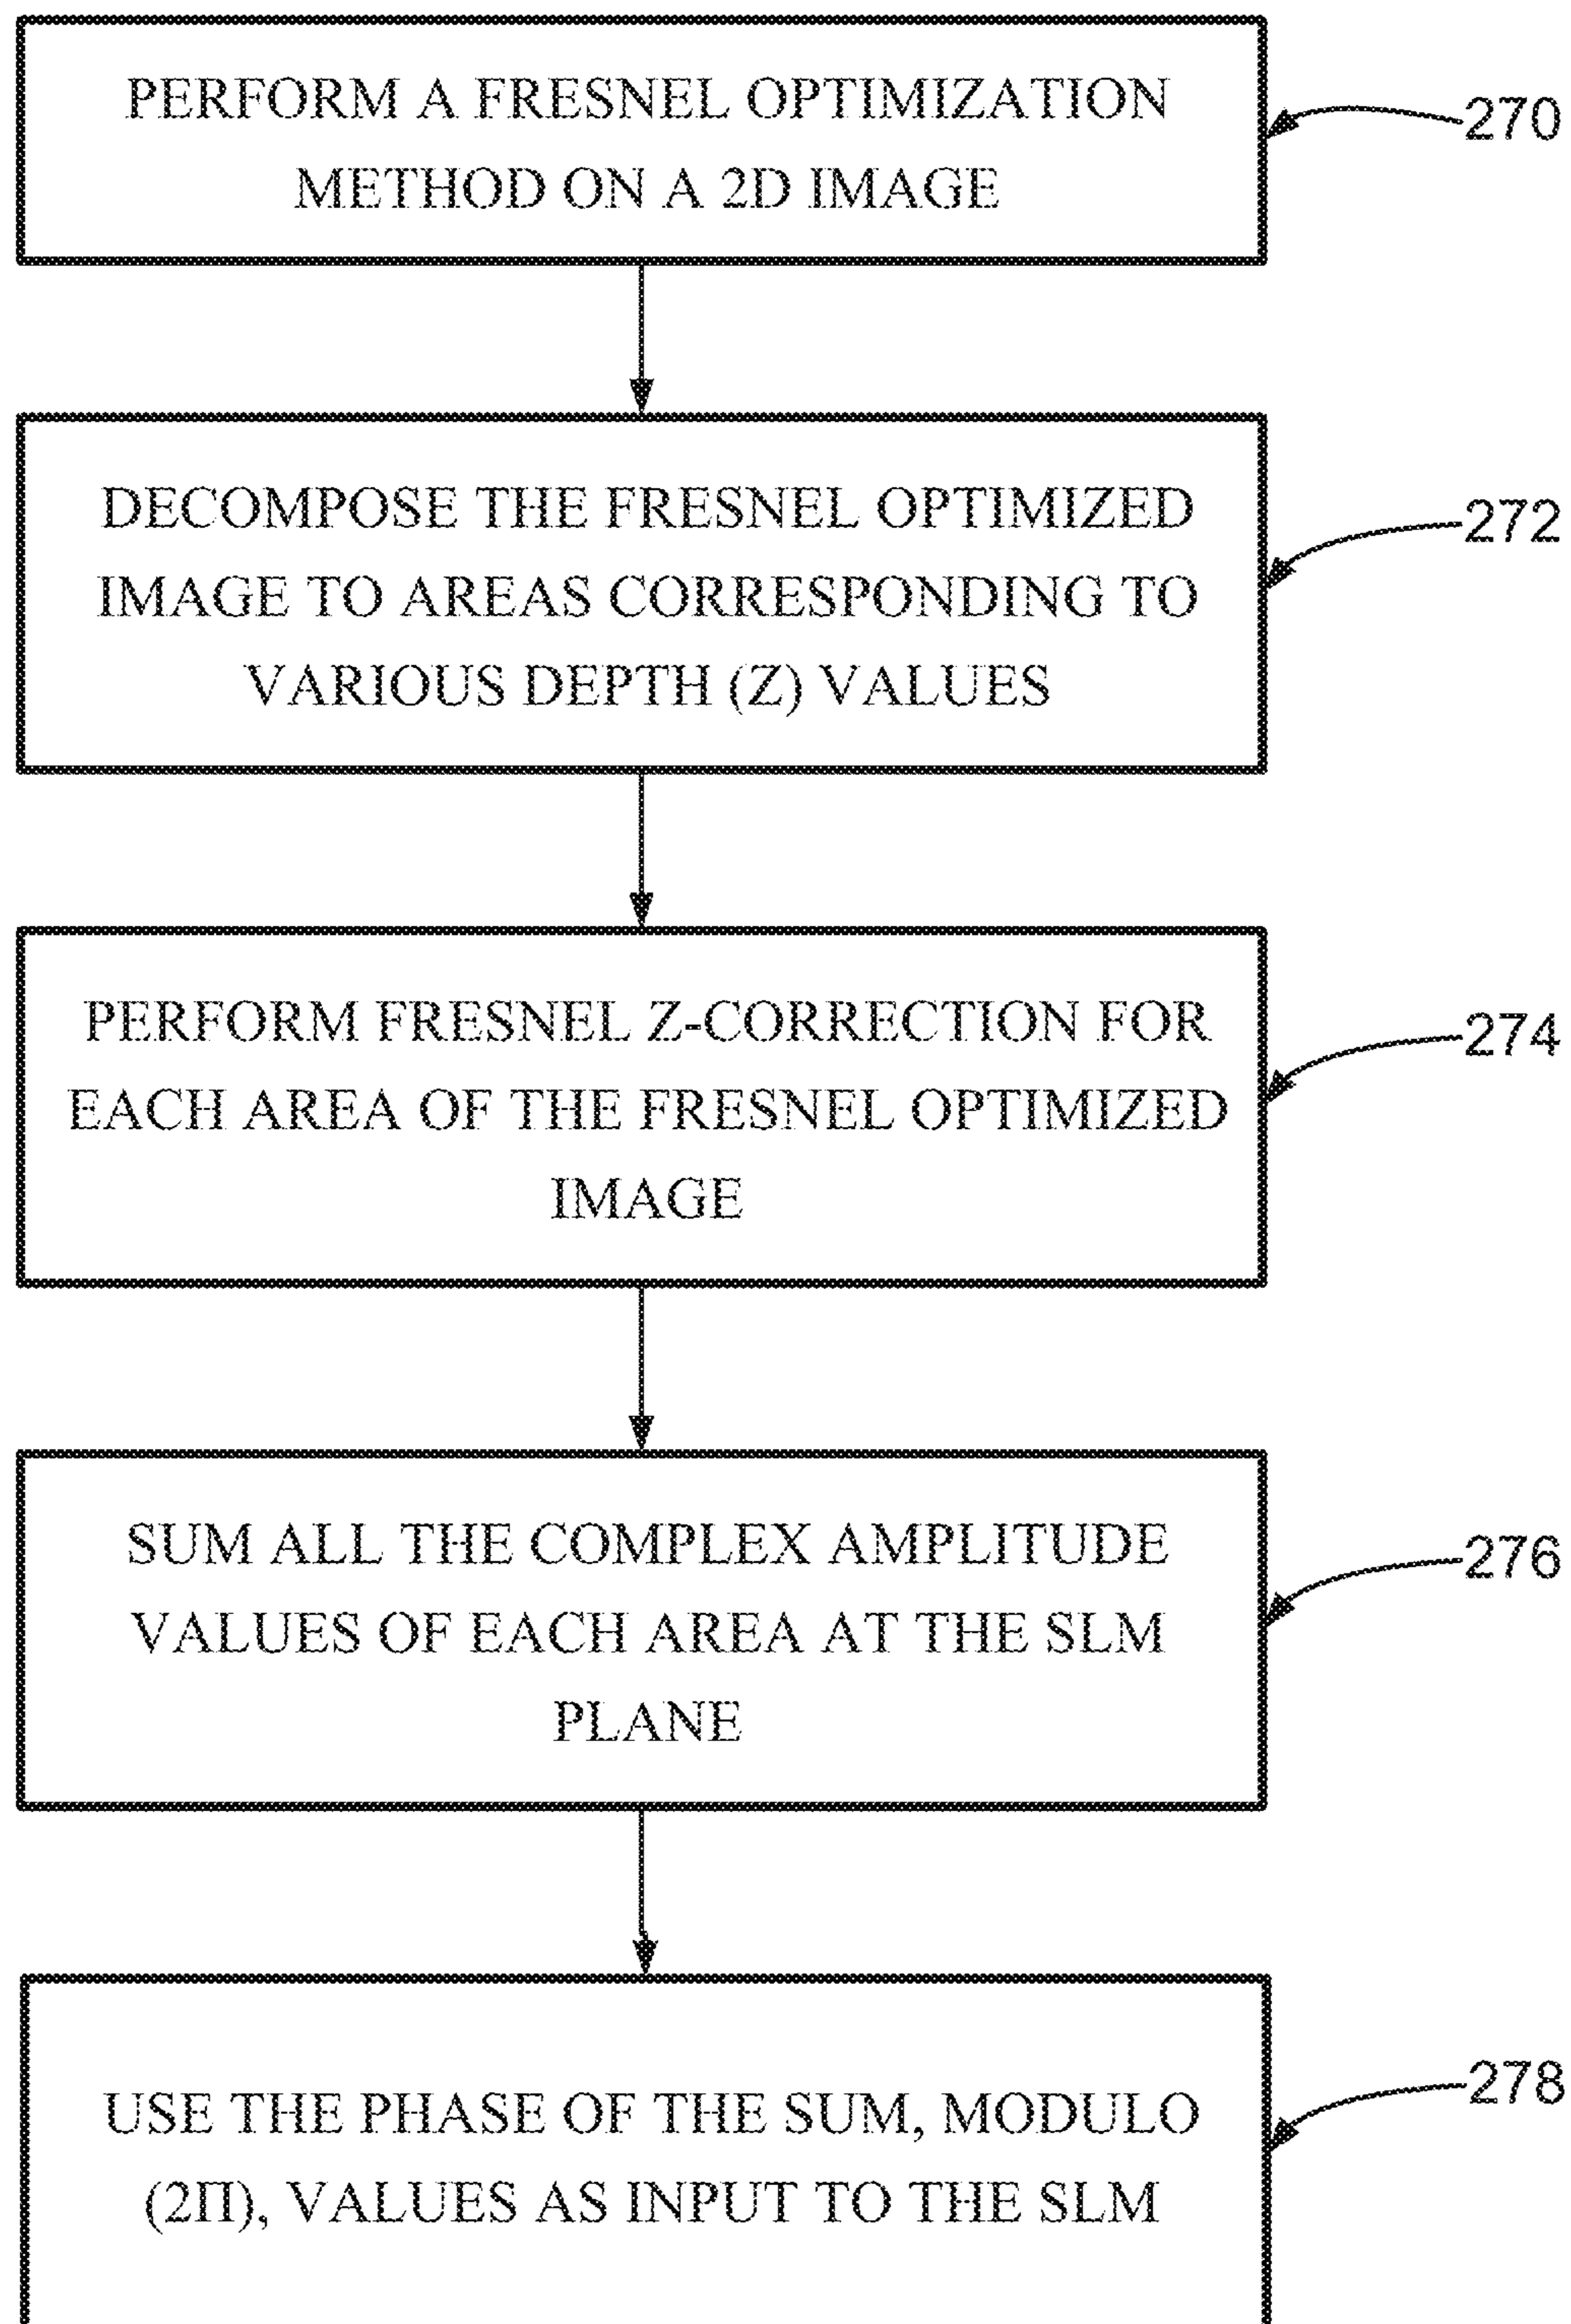 PERFORM A FRESNEL OPTIMIZATION
METHOD ON A 2D IMAGE
270
DECOMPOSE THE FRESNEL OPTIMIZED
IMAGE TO AREAS CORRESPONDING TO
VARIOUS DEPTH (Z) VALUES
272
PERFORM FRESNEL Z-CORRECTION FOR
EACH AREA OF THE FRESNEL OPTIMIZED
IMAGE
274
SUM ALL THE COMPLEX AMPLITUDE
VALUES OF EACH AREA AT THE SLM
PLANE
276
USE THE PHASE OF THE SUM, MODULO
(2Π), VALUES AS INPUT TO THE SLM
278